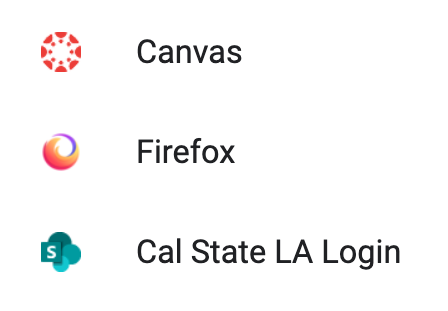 Canvas
Firefox
S
Cal State LA Login